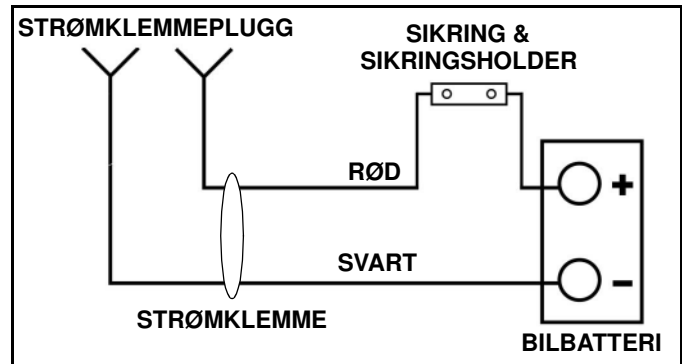 STRØMKLEMMEPLUGG
SIKRING &
SIKRINGSHOLDER
RØD
+
SVART
-
STRØMKLEMME
BILBATTERI